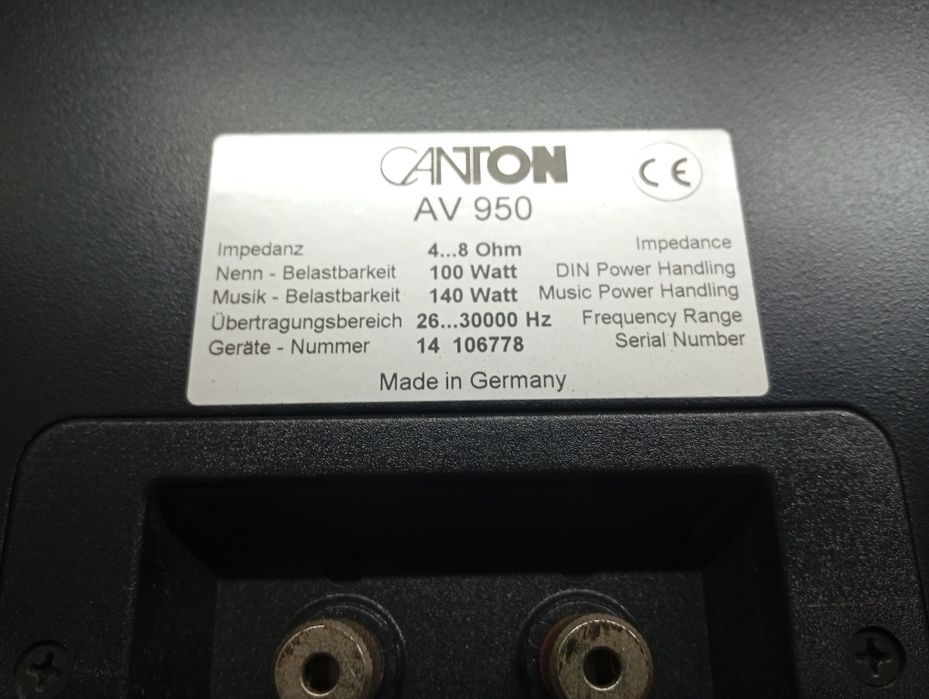 CANTON CE
AV 950
Impedanz 4...8 Ohm Impedance
Nenn - Belastbarkeit 100 Watt DIN Power Handling
Musik - Belastbarkeit 140 Watt Music Power Handling
Übertragungsbereich 26...30000 Hz Frequency Range
Geräte - Nummer 14 106778 Serial Number
Made in Germany